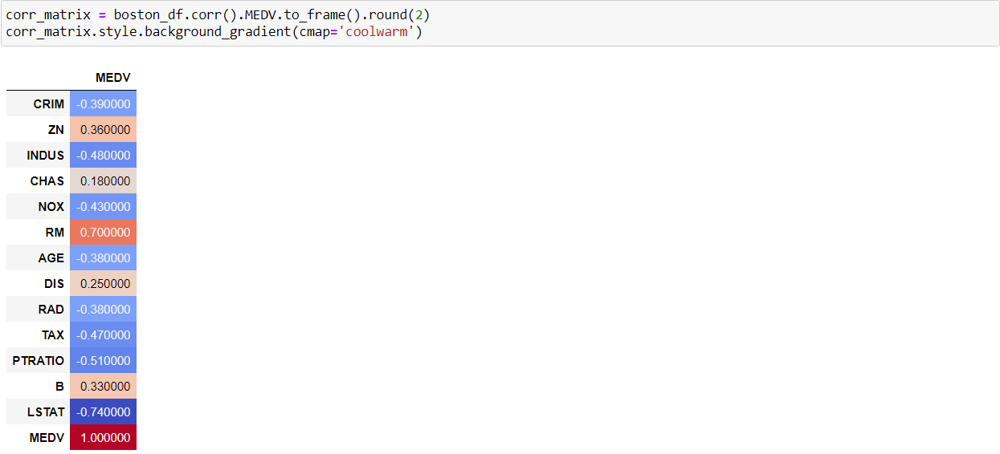 corr_matrix = boston_df.corr().MEDV.to_frame().round(2)
corr_matrix.style.background_gradient(cmap='coolwarm')
MEDV
CRIM -0.390000
ZN 0.360000
INDUS -0.480000
CHAS 0.180000
NOX -0.430000
RM 0.700000
AGE -0.380000
DIS 0.250000
RAD -0.380000
TAX -0.470000
PTRATIO -0.510000
B 0.330000
LSTAT -0.740000
MEDV 1.000000